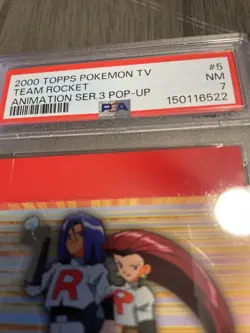 2000 TOPPS POKEMON TV #5
TEAM ROCKET NM
ANIMATION SER.3 POP-UP 7
PSA 150116522
R R